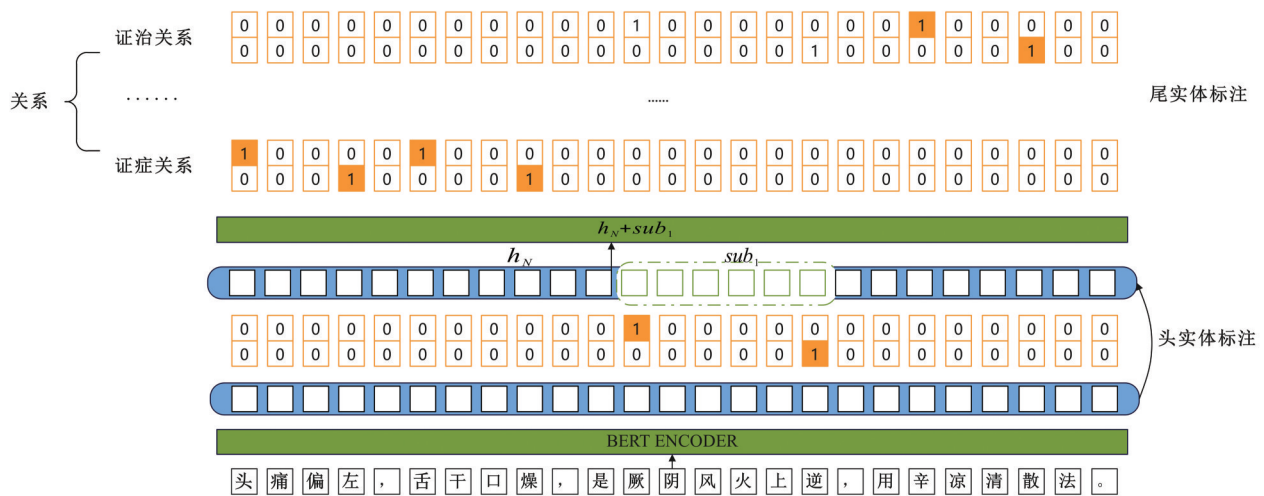 0 0 0 0 0 0 0 0 0 0 0 1 0 0 0 0 0 0 0 1 0 0 0 0 0
证治关系
0 0 0 0 0 0 0 0 0 0 0 0 0 0 0 0 1 0 0 0 0 0 1 0 0
关系
······
......
尾实体标注
1 0 0 0 0 1 0 0 0 0 0 0 0 0 0 0 0 0 0 0 0 0 0 0 0
证症关系
0 0 0 1 0 0 0 0 1 0 0 0 0 0 0 0 0 0 0 0 0 0 0 0 0
h_N+sub_1
h_N
sub_1
0 0 0 0 0 0 0 0 0 0 0 1 0 0 0 0 0 0 0 0 0 0 0 0 0
头实体标注
0 0 0 0 0 0 0 0 0 0 0 0 0 0 0 0 1 0 0 0 0 0 0 0 0
BERT ENCODER
头痛偏左，舌干口燥，是厥阴风火上逆，用辛凉清散法。